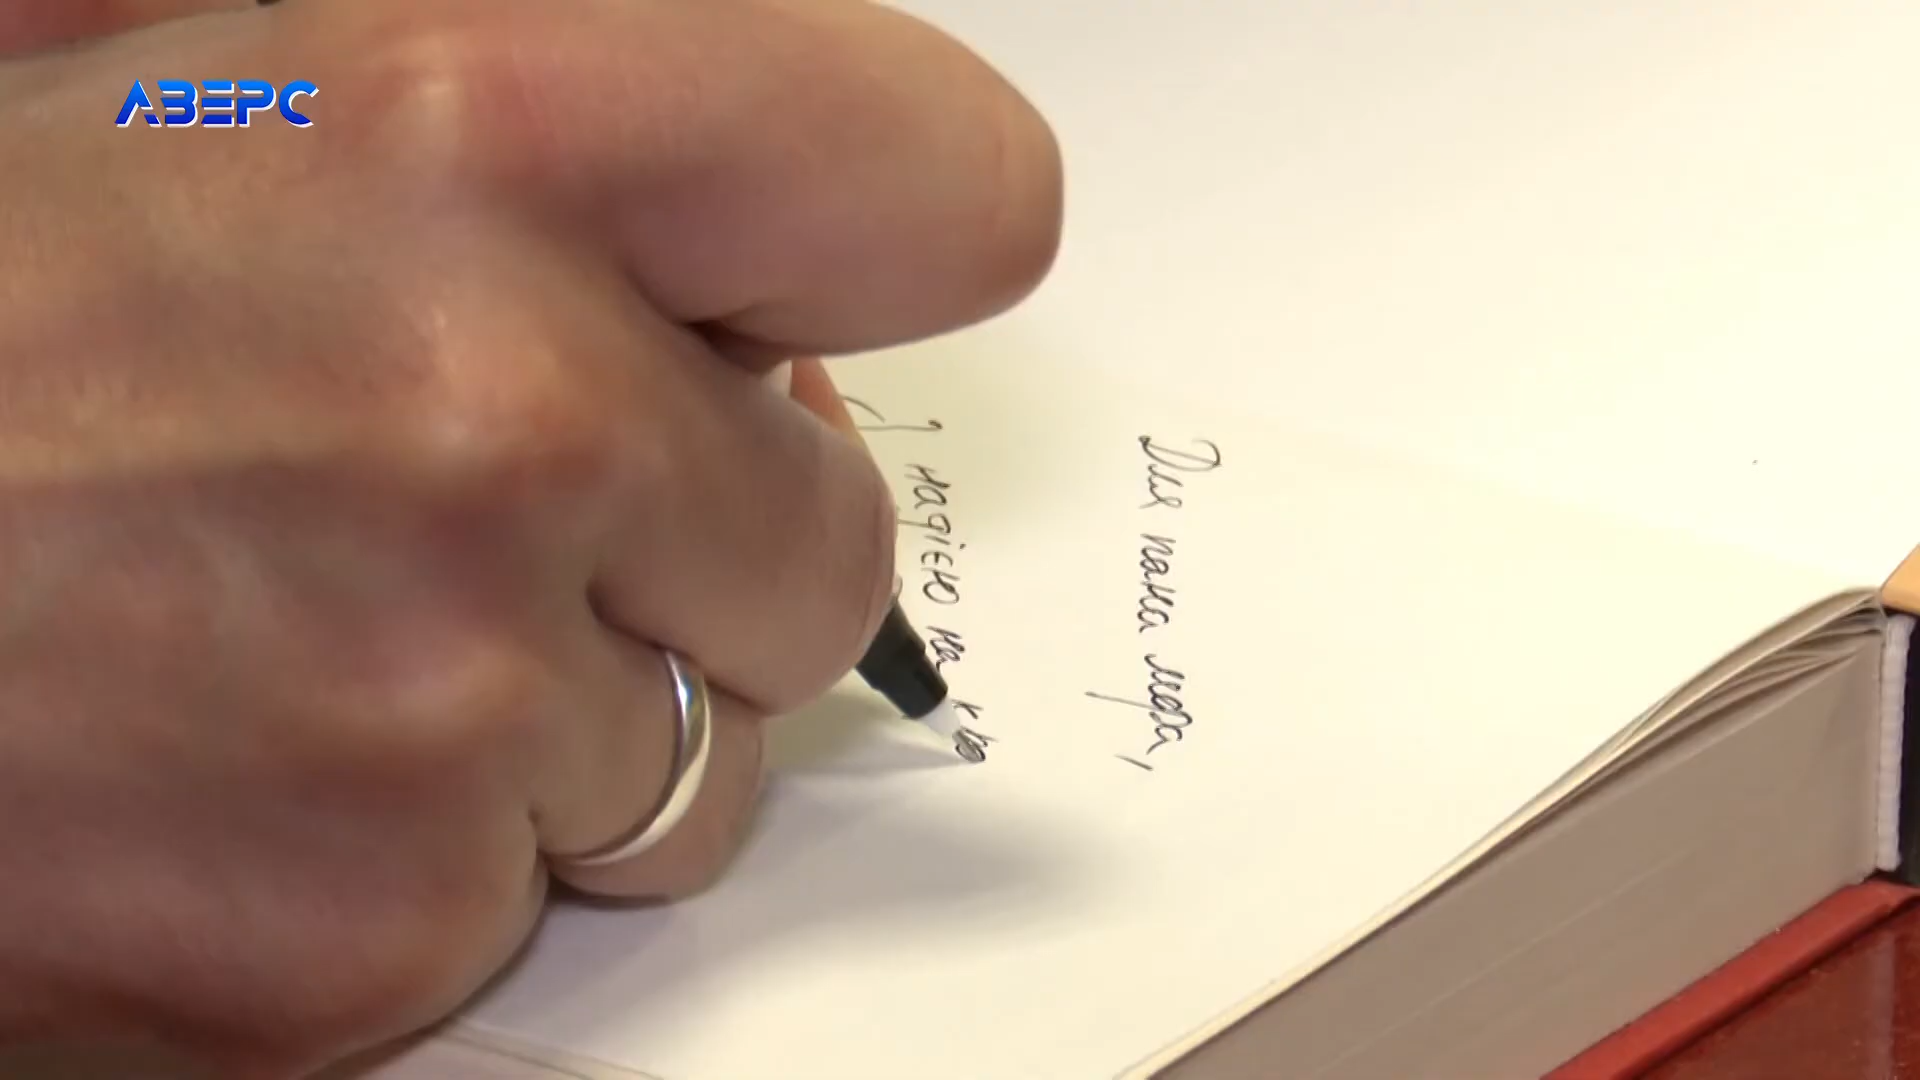 АВЕРС
Для пана мера,
з надією на